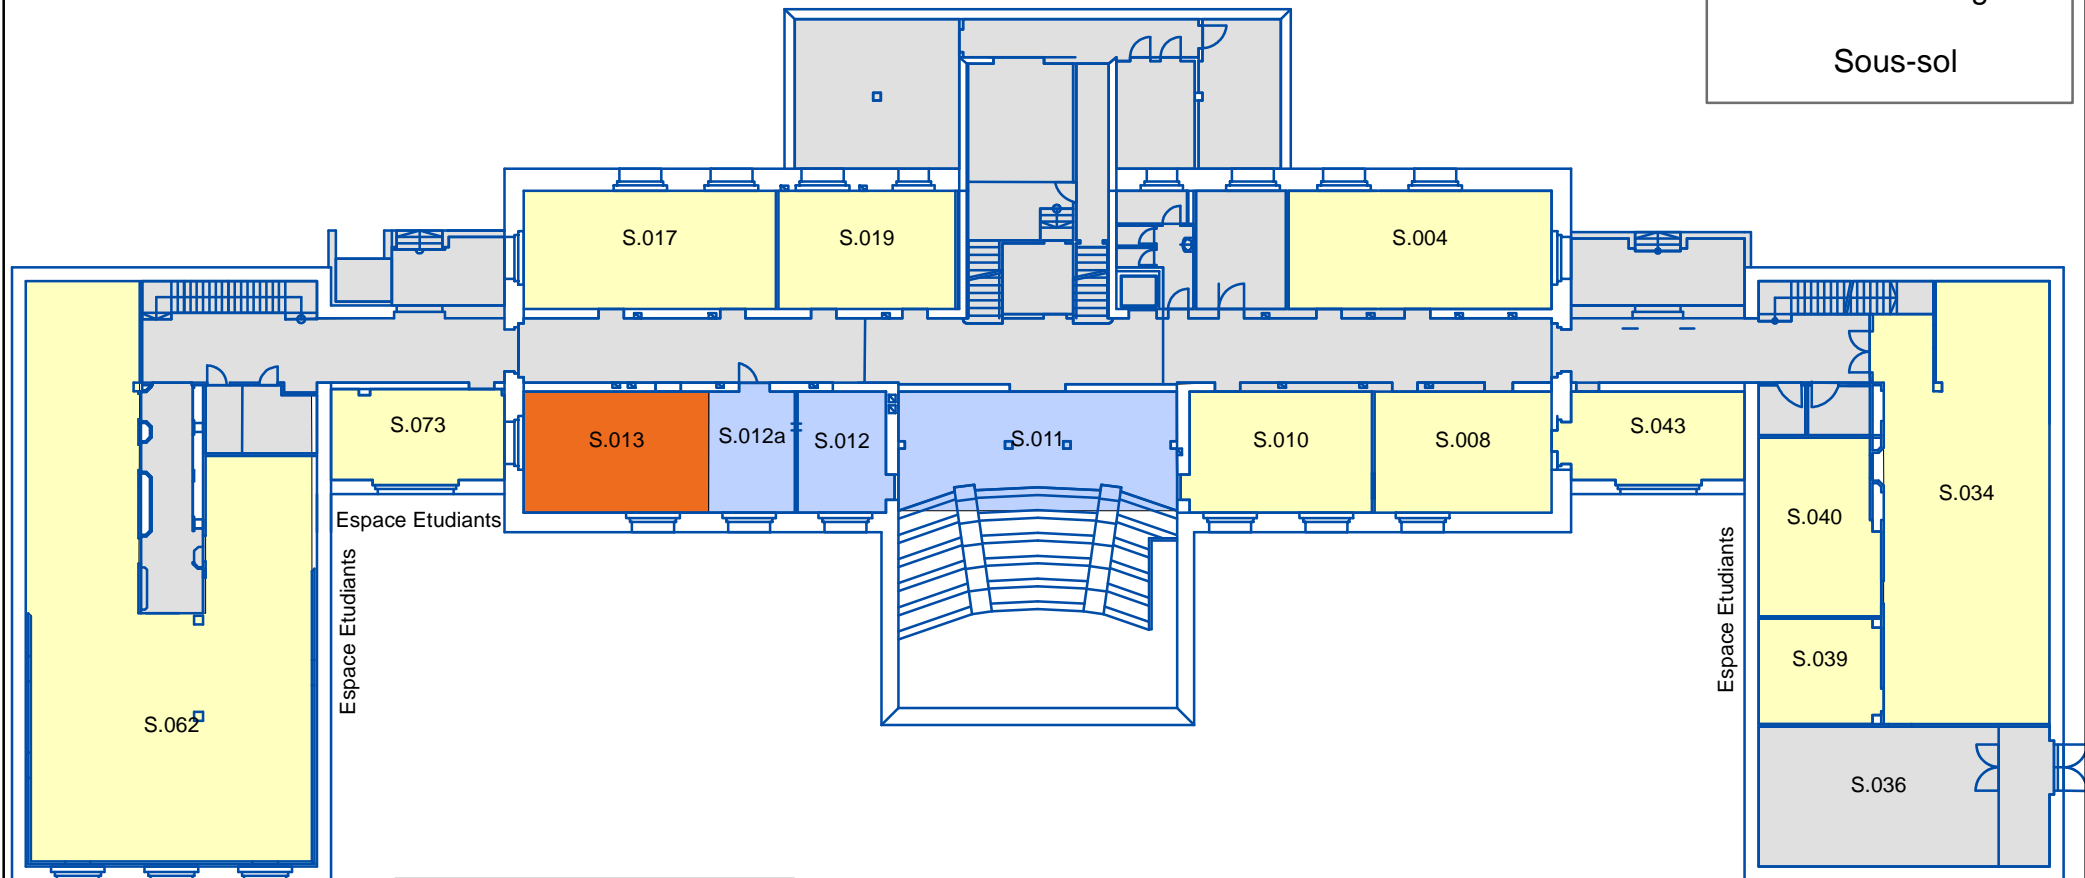 Sous-sol
S.017
S.019
S.004
S.073
S.013
S.012a
S.012
S.011
S.010
S.008
S.043
S.034
S.040
Espace Etudiants
Espace Etudiants
Espace Etudiants
S.039
S.062
S.036